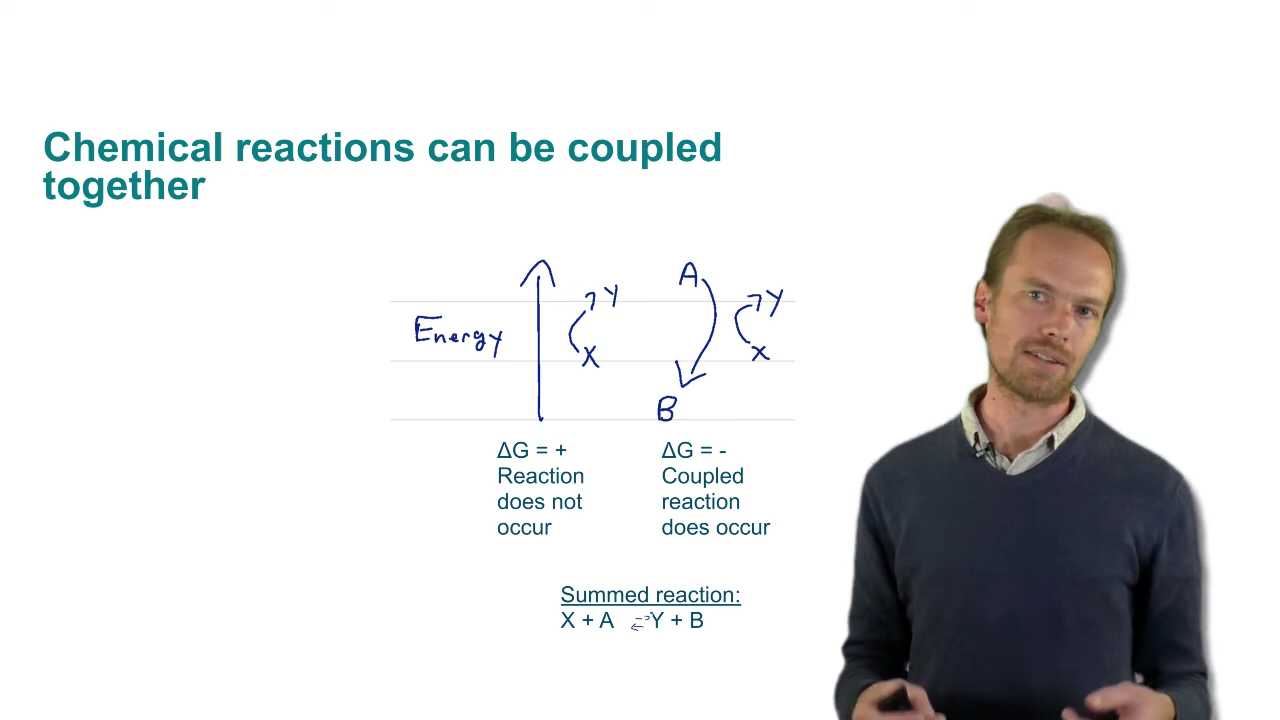 Chemical reactions can be coupled
together
Energy
Y
X
A
B
Y
X
ΔG = +
Reaction
does not
occur
ΔG = -
Coupled
reaction
does occur
Summed reaction:
X + A ⇄ Y + B